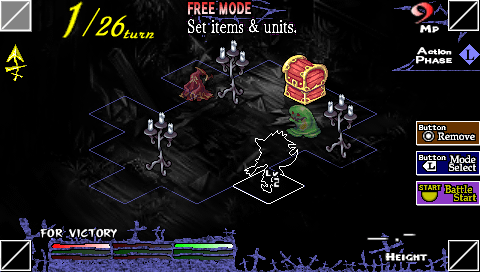 1/26turn
FREE MODE
Set items & units.
MP
Action
PHASE
L
Button
Remove
Button
L
Mode
Select
START
Battle
Start
FOR VICTORY
HEIGHT